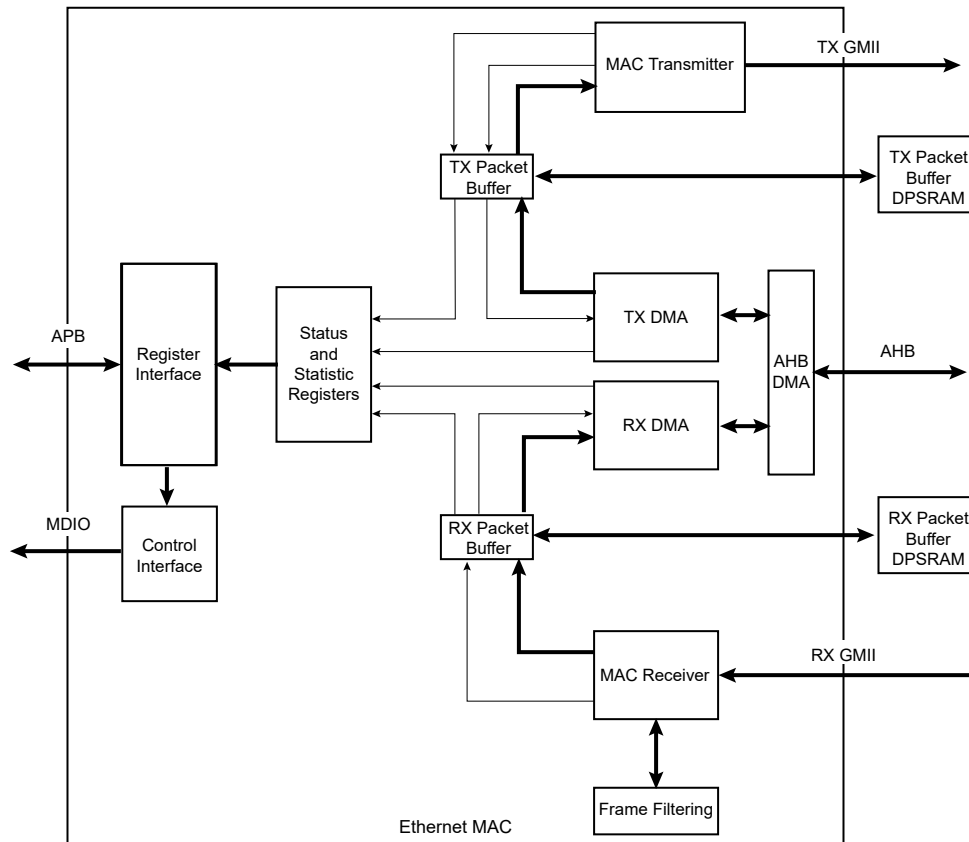 TX GMII
MAC Transmitter
TX Packet
Buffer
TX Packet
Buffer
DPSRAM
APB
Register
Interface
Status
and
Statistic
Registers
TX DMA
RX DMA
AHB
DMA
AHB
MDIO
Control
Interface
RX Packet
Buffer
RX Packet
Buffer
DPSRAM
MAC Receiver
RX GMII
Frame Filtering
Ethernet MAC